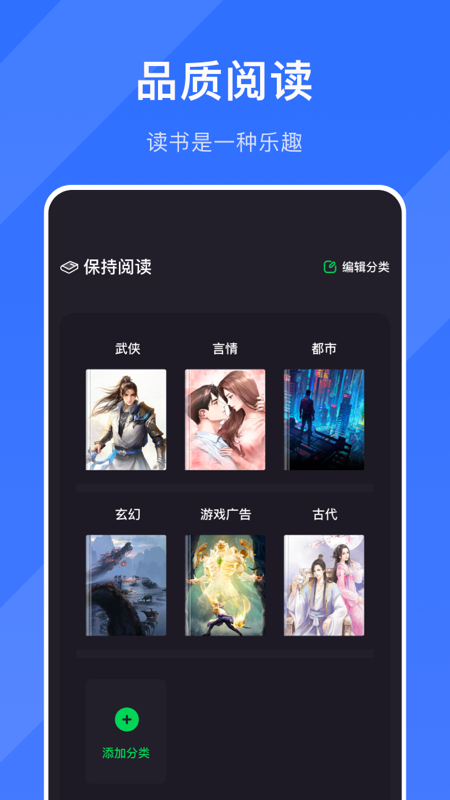 品质阅读
读书是一种乐趣
保持阅读
编辑分类
武侠 言情 都市
玄幻 游戏广告 古代
添加分类